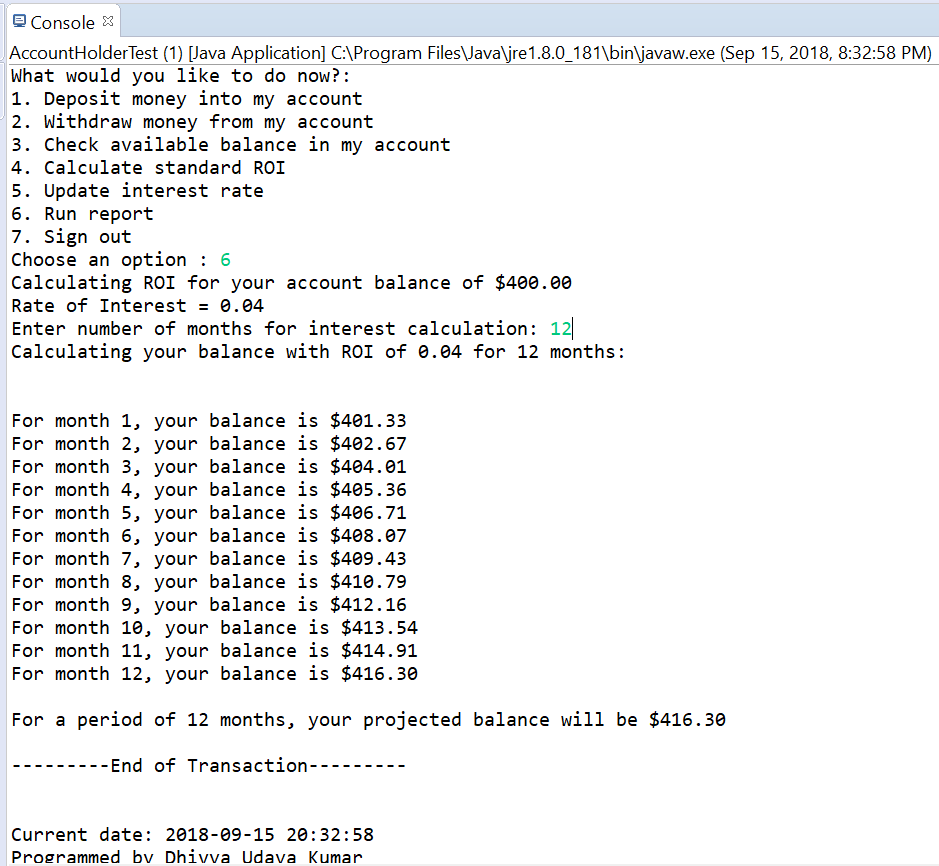 Console
AccountHolderTest (1) [Java Application] C:\Program Files\Java\jre1.8.0_181\bin\javaw.exe (Sep 15, 2018, 8:32:58 PM)
What would you like to do now?:
1. Deposit money into my account
2. Withdraw money from my account
3. Check available balance in my account
4. Calculate standard ROI
5. Update interest rate
6. Run report
7. Sign out
Choose an option : 6
Calculating ROI for your account balance of $400.00
Rate of Interest = 0.04
Enter number of months for interest calculation: 12
Calculating your balance with ROI of 0.04 for 12 months:
For month 1, your balance is $401.33
For month 2, your balance is $402.67
For month 3, your balance is $404.01
For month 4, your balance is $405.36
For month 5, your balance is $406.71
For month 6, your balance is $408.07
For month 7, your balance is $409.43
For month 8, your balance is $410.79
For month 9, your balance is $412.16
For month 10, your balance is $413.54
For month 11, your balance is $414.91
For month 12, your balance is $416.30
For a period of 12 months, your projected balance will be $416.30
---------End of Transaction---------
Current date: 2018-09-15 20:32:58
Programmed by Dhivya Udaya Kumar